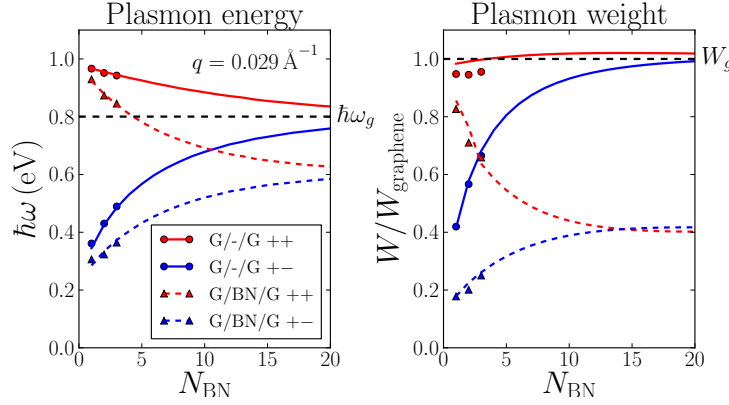 Plasmon energy
q = 0.029 Å⁻¹
ħω_g
ħω (eV)
1.0
0.8
0.6
0.4
0.2
0.0
G/-/G ++
G/-/G +−
G/BN/G ++
G/BN/G +−
0 5 10 15 20
N_BN
Plasmon weight
W_g
W/W_graphene
1.0
0.8
0.6
0.4
0.2
0.0
0 5 10 15 20
N_BN